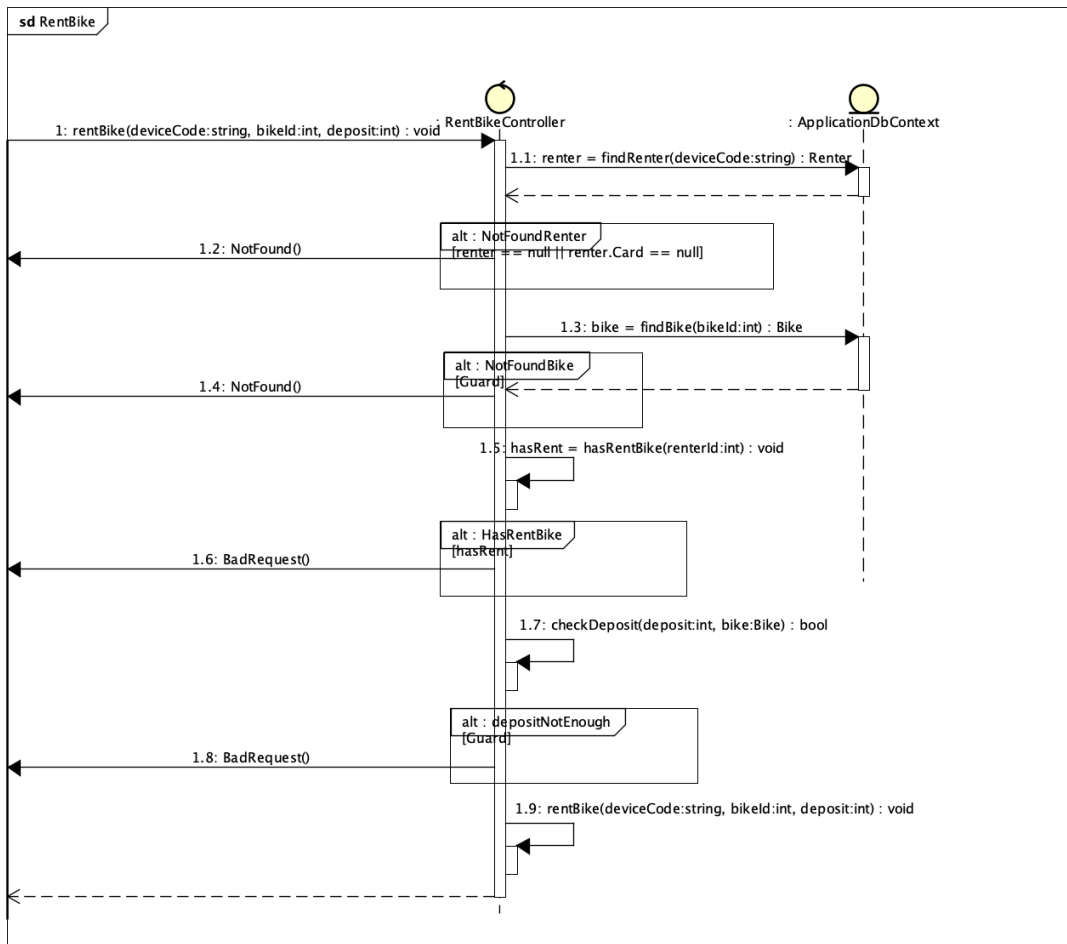 sd RentBike
: RentBikeController
: ApplicationDbContext
1: rentBike(deviceCode:string, bikeId:int, deposit:int) : void
1.1: renter = findRenter(deviceCode:string) : Renter
alt : NotFoundRenter
[renter == null || renter.Card == null]
1.2: NotFound()
1.3: bike = findBike(bikeId:int) : Bike
alt : NotFoundBike
[Guard]
1.4: NotFound()
1.5: hasRent = hasRentBike(renterId:int) : void
alt : HasRentBike
[hasRent]
1.6: BadRequest()
1.7: checkDeposit(deposit:int, bike:Bike) : bool
alt : depositNotEnough
[Guard]
1.8: BadRequest()
1.9: rentBike(deviceCode:string, bikeId:int, deposit:int) : void